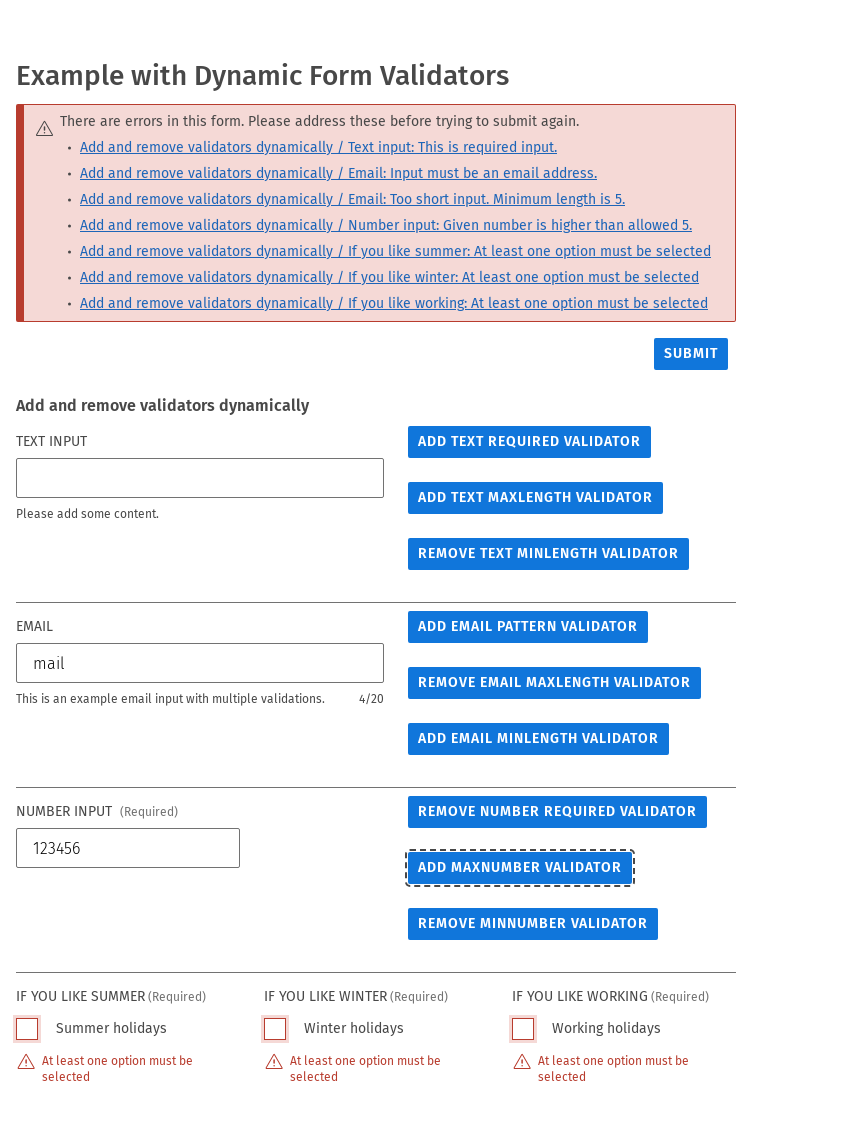 Example with Dynamic Form Validators
There are errors in this form. Please address these before trying to submit again.
• Add and remove validators dynamically / Text input: This is required input.
• Add and remove validators dynamically / Email: Input must be an email address.
• Add and remove validators dynamically / Email: Too short input. Minimum length is 5.
• Add and remove validators dynamically / Number input: Given number is higher than allowed 5.
• Add and remove validators dynamically / If you like summer: At least one option must be selected
• Add and remove validators dynamically / If you like winter: At least one option must be selected
• Add and remove validators dynamically / If you like working: At least one option must be selected
SUBMIT
Add and remove validators dynamically
TEXT INPUT
Please add some content.
ADD TEXT REQUIRED VALIDATOR
ADD TEXT MAXLENGTH VALIDATOR
REMOVE TEXT MINLENGTH VALIDATOR
EMAIL
mail
This is an example email input with multiple validations. 4/20
ADD EMAIL PATTERN VALIDATOR
REMOVE EMAIL MAXLENGTH VALIDATOR
ADD EMAIL MINLENGTH VALIDATOR
NUMBER INPUT (Required)
123456
REMOVE NUMBER REQUIRED VALIDATOR
ADD MAXNUMBER VALIDATOR
REMOVE MINNUMBER VALIDATOR
IF YOU LIKE SUMMER (Required)
Summer holidays
At least one option must be
selected
IF YOU LIKE WINTER (Required)
Winter holidays
At least one option must be
selected
IF YOU LIKE WORKING (Required)
Working holidays
At least one option must be
selected